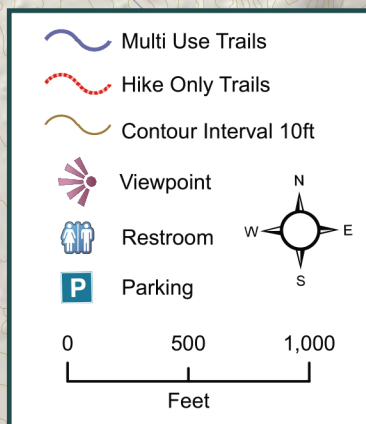 Multi Use Trails
Hike Only Trails
Contour Interval 10ft
Viewpoint
N
W E
Restroom
S
P Parking
0 500 1,000
Feet